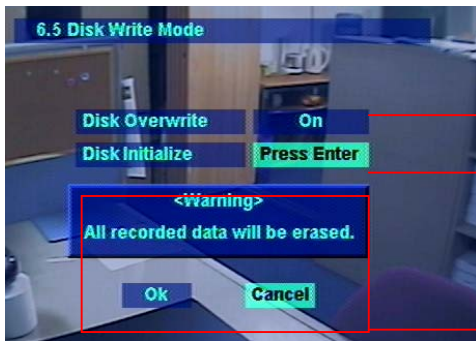 6.5 Disk Write Mode
Disk Overwrite On
Disk Initialize Press Enter
<Warning>
All recorded data will be erased.
Ok Cancel